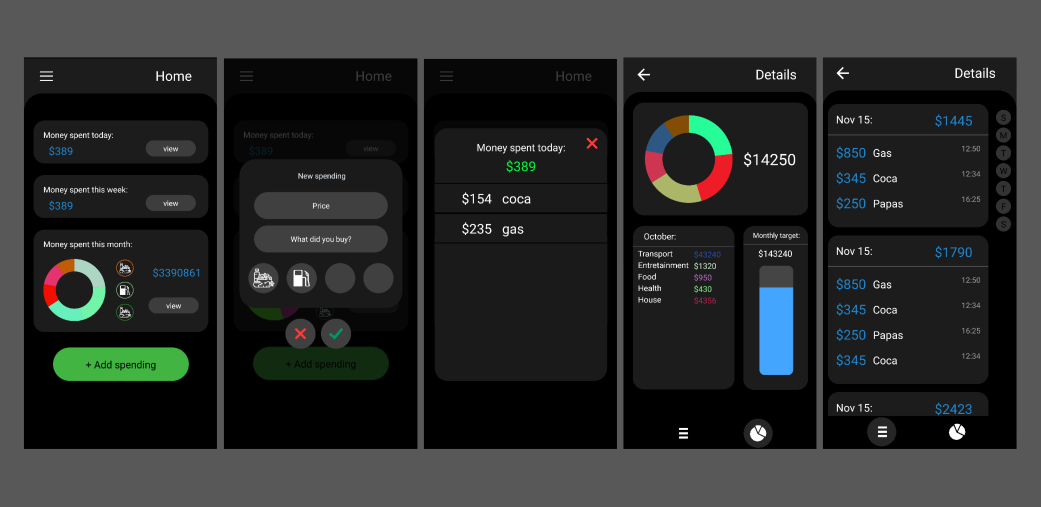 Home
Money spent today:
$389
view
Money spent this week:
$389
view
Money spent this month:
$3390861
view
+ Add spending
Home
Money spent today:
$389
view
New spending
Price
What did you buy?
+ Add spending
Home
Money spent today:
$389
$154 coca
$235 gas
Details
$14250
October:
Transport $43240
Entretainment $1320
Food $950
Health $430
House $4356
Monthly target:
$143240
Details
Nov 15: $1445
$850 Gas 12:50
$345 Coca 12:34
$250 Papas 16:25
Nov 15: $1790
$850 Gas 12:50
$345 Coca 12:34
$250 Papas 16:25
$345 Coca 12:34
Nov 15: $2423
S
M
T
W
T
F
S